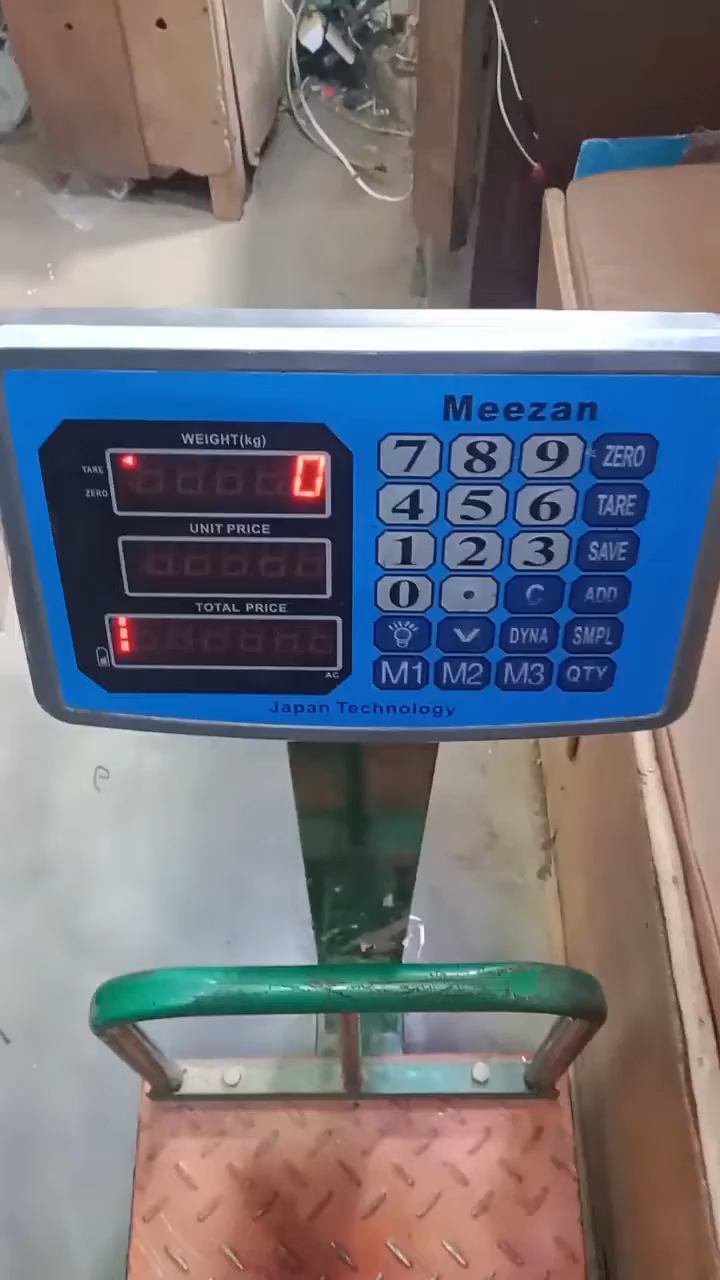 Meezan
WEIGHT(kg)
TARE
ZERO
0
UNIT PRICE
TOTAL PRICE
AC
7 8 9 ZERO
4 5 6 TARE
1 2 3 SAVE
0 . C ADD
DYNA SMPL
M1 M2 M3 QTY
Japan Technology